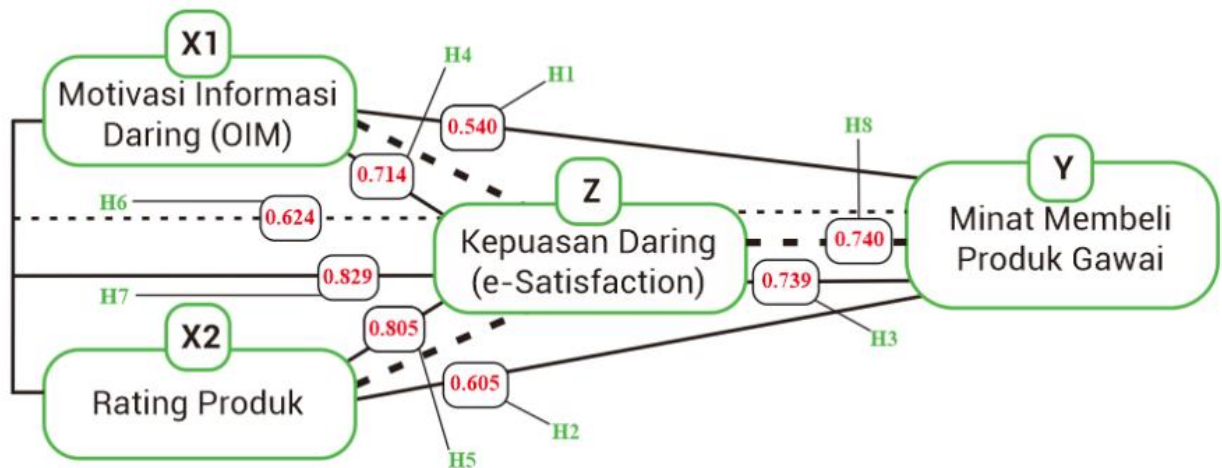 X1
Motivasi Informasi
Daring (OIM)
H4
H1
0.540
0.714
H8
Z
Y
H6
0.624
Kepuasan Daring
(e-Satisfaction)
0.740
Minat Membeli
Produk Gawai
0.829
0.739
H7
X2
0.805
H3
Rating Produk
0.605
H2
H5